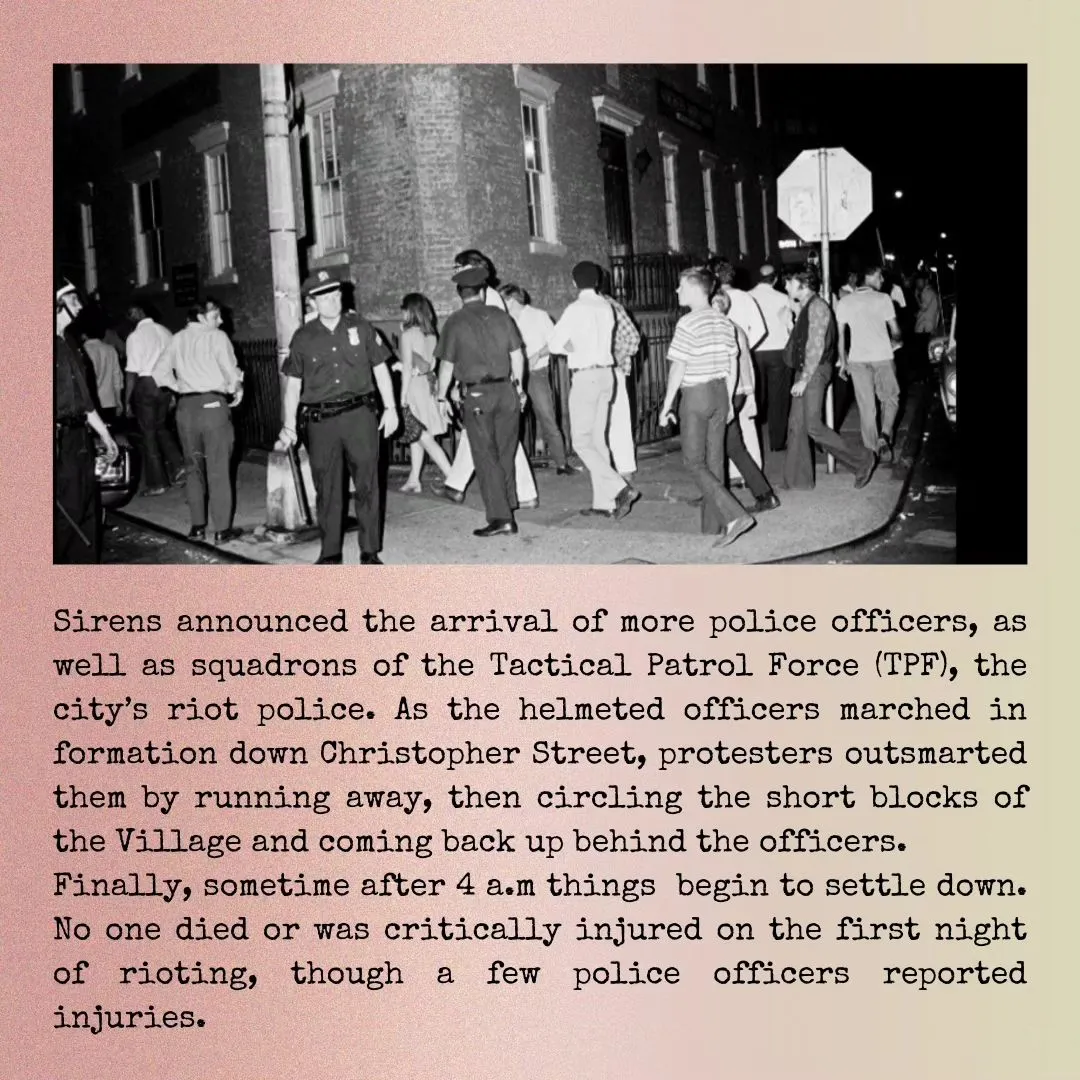 Sirens announced the arrival of more police officers, as
well as squadrons of the Tactical Patrol Force (TPF), the
city's riot police. As the helmeted officers marched in
formation down Christopher Street, protesters outsmarted
them by running away, then circling the short blocks of
the Village and coming back up behind the officers.
Finally, sometime after 4 a.m things begin to settle down.
No one died or was critically injured on the first night
of rioting, though a few police officers reported
injuries.